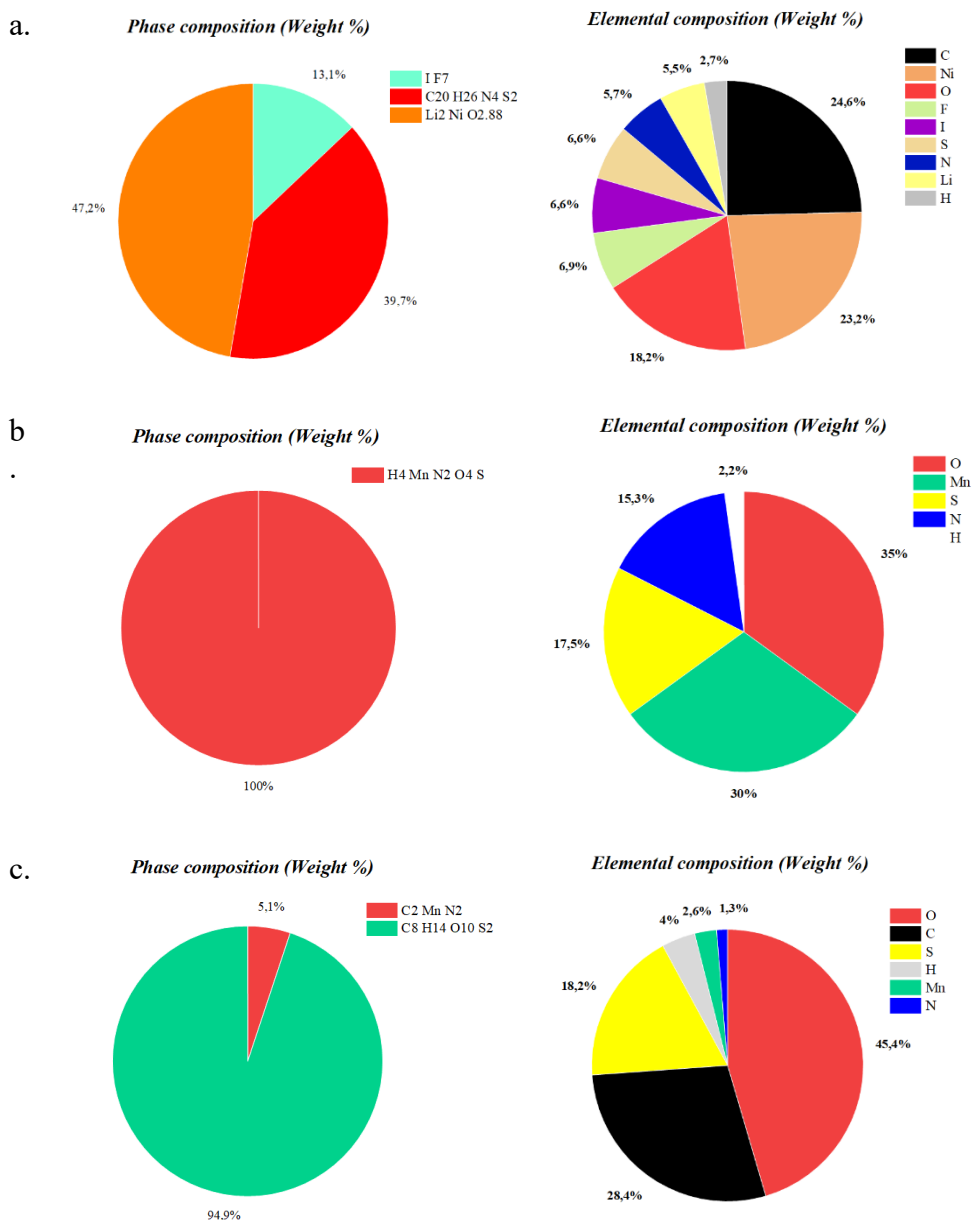 a.
Phase composition (Weight %)
13,1%
47,2%
39,7%
I F7
C20 H26 N4 S2
Li2 Ni O2.88
Elemental composition (Weight %)
2,7%
5,5%
5,7%
6,6%
6,6%
6,9%
18,2%
24,6%
23,2%
C
Ni
O
F
I
S
N
Li
H
b
.
Phase composition (Weight %)
H4 Mn N2 O4 S
100%
Elemental composition (Weight %)
2,2%
15,3%
35%
17,5%
30%
O
Mn
S
N
H
c.
Phase composition (Weight %)
5,1%
94,9%
C2 Mn N2
C8 H14 O10 S2
Elemental composition (Weight %)
4%
2,6%
1,3%
18,2%
45,4%
28,4%
O
C
S
H
Mn
N